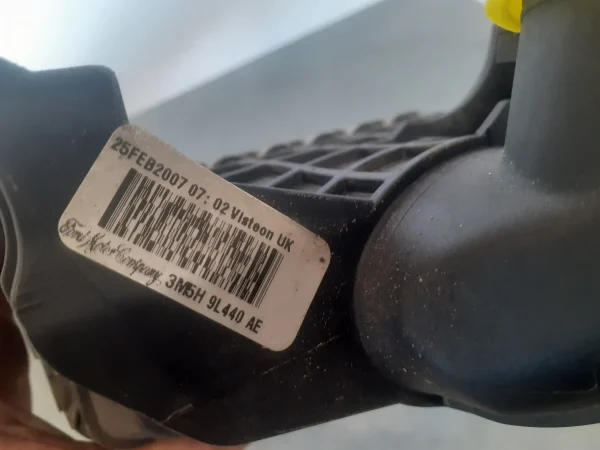 25FEB2007 07:02 Visteon UK
Ford Motor Company, 3M5H 9L440 AE